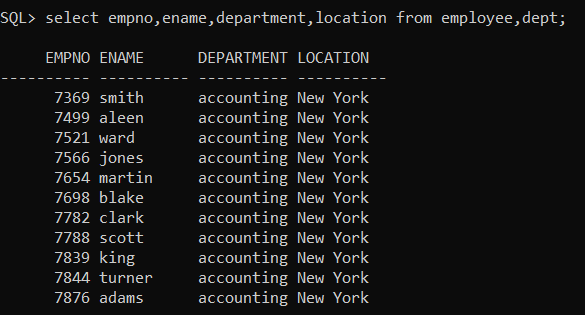 SQL> select empno,ename,department,location from employee,dept;
EMPNO ENAME DEPARTMENT LOCATION
---------- ---------- ---------- ----------
7369 smith accounting New York
7499 aleen accounting New York
7521 ward accounting New York
7566 jones accounting New York
7654 martin accounting New York
7698 blake accounting New York
7782 clark accounting New York
7788 scott accounting New York
7839 king accounting New York
7844 turner accounting New York
7876 adams accounting New York